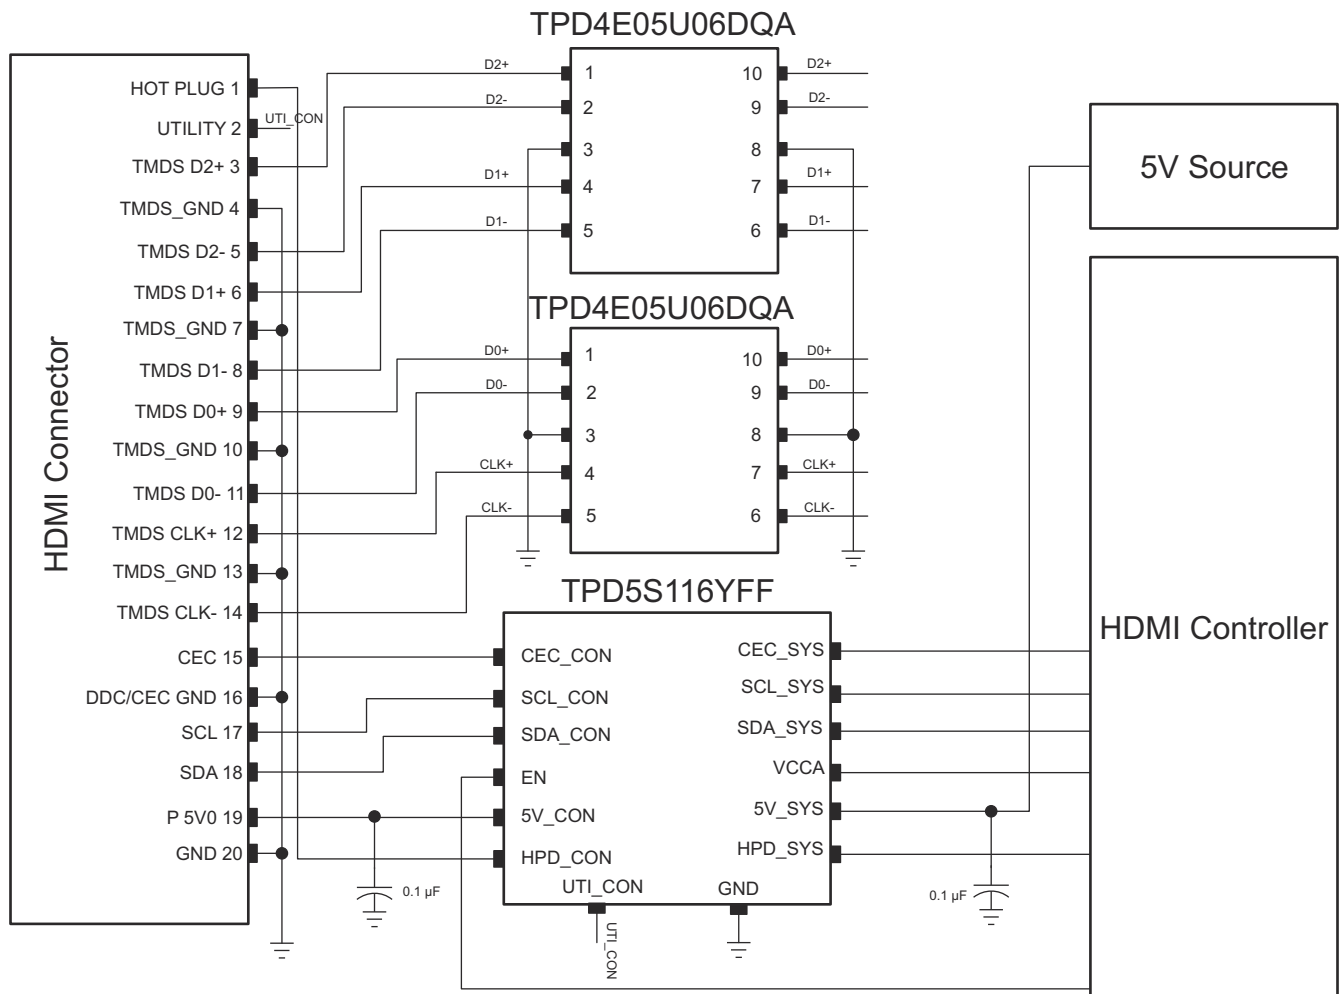 TPD4E05U06DQA
HDMI Connector
HOT PLUG 1
UTILITY 2
TMDS D2+ 3
TMDS_GND 4
TMDS D2- 5
TMDS D1+ 6
TMDS_GND 7
TMDS D1- 8
TMDS D0+ 9
TMDS_GND 10
TMDS D0- 11
TMDS CLK+ 12
TMDS_GND 13
TMDS CLK- 14
CEC 15
DDC/CEC GND 16
SCL 17
SDA 18
P 5V0 19
GND 20
UTI_CON
D2+
D2-
D1+
D1-
1
2
3
4
5
10
9
8
7
6
D2+
D2-
D1+
D1-
TPD4E05U06DQA
D0+
D0-
CLK+
CLK-
1
2
3
4
5
10
9
8
7
6
D0+
D0-
CLK+
CLK-
TPD5S116YFF
CEC_CON
SCL_CON
SDA_CON
EN
5V_CON
HPD_CON
UTI_CON
GND
CEC_SYS
SCL_SYS
SDA_SYS
VCCA
5V_SYS
HPD_SYS
UTI_CON
0.1 µF
0.1 µF
5V Source
HDMI Controller